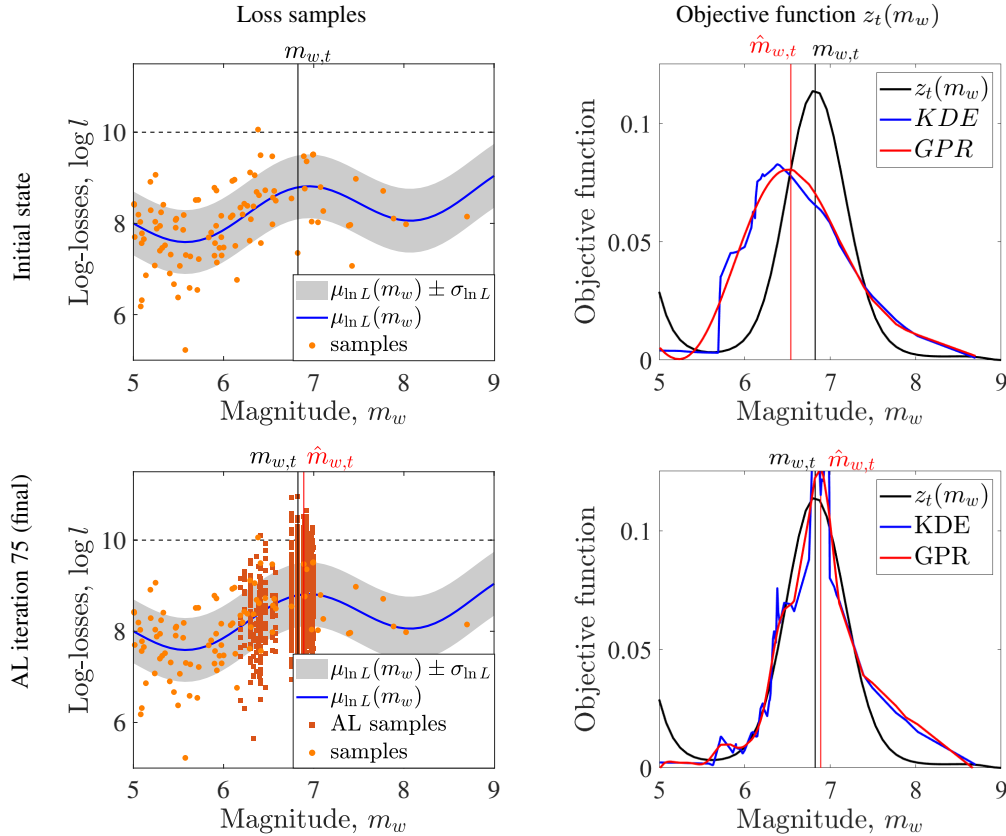 Loss samples
Objective function z_t(m_w)
Initial state
m_{w,t}
Log-losses, log l
10
8
6
5 6 7 8 9
Magnitude, m_w
μ_{ln L}(m_w) ± σ_{ln L}
μ_{ln L}(m_w)
samples
m̂_{w,t} m_{w,t}
Objective function
0.1
0.05
0
5 6 7 8 9
Magnitude, m_w
z_t(m_w)
KDE
GPR
AL iteration 75 (final)
m_{w,t} m̂_{w,t}
Log-losses, log l
10
8
6
5 6 7 8 9
Magnitude, m_w
μ_{ln L}(m_w) ± σ_{ln L}
μ_{ln L}(m_w)
AL samples
samples
m_{w,t} m̂_{w,t}
Objective function
0.1
0.05
0
5 6 7 8 9
Magnitude, m_w
z_t(m_w)
KDE
GPR